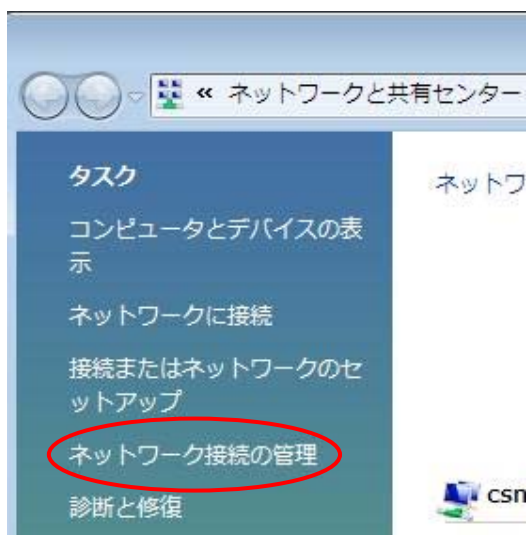 « ネットワークと共有センター
タスク
コンピュータとデバイスの表
示
ネットワークに接続
接続またはネットワークのセ
ットアップ
ネットワーク接続の管理
診断と修復
ネットワ
csn